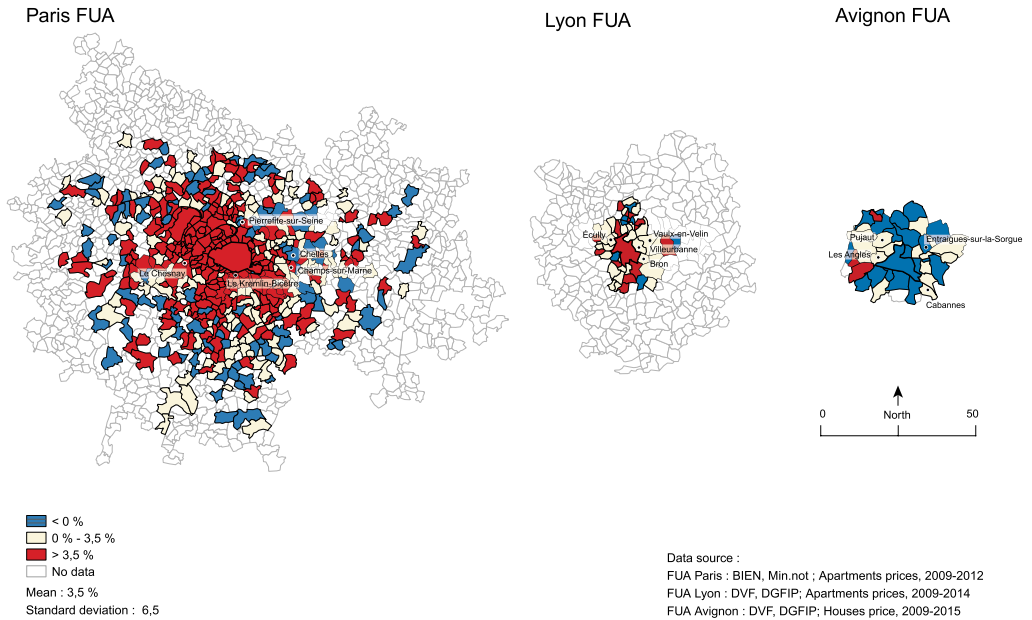 Paris FUA
Lyon FUA
Avignon FUA
Pierrefite-sur-Seine
Chelles
Champs-sur-Marne
Le Chesnay
Le Kremlin-Bicêtre
Écully
Vaulx-en-Velin
Villeurbanne
Bron
Pujaut
Entraigues-sur-la-Sorgue
Les Angles
Cabannes
North
0
50
< 0 %
0 % - 3,5 %
> 3,5 %
No data
Mean : 3,5 %
Standard deviation : 6,5
Data source :
FUA Paris : BIEN, Min.not ; Apartments prices, 2009-2012
FUA Lyon : DVF, DGFIP; Apartments prices, 2009-2014
FUA Avignon : DVF, DGFIP; Houses price, 2009-2015